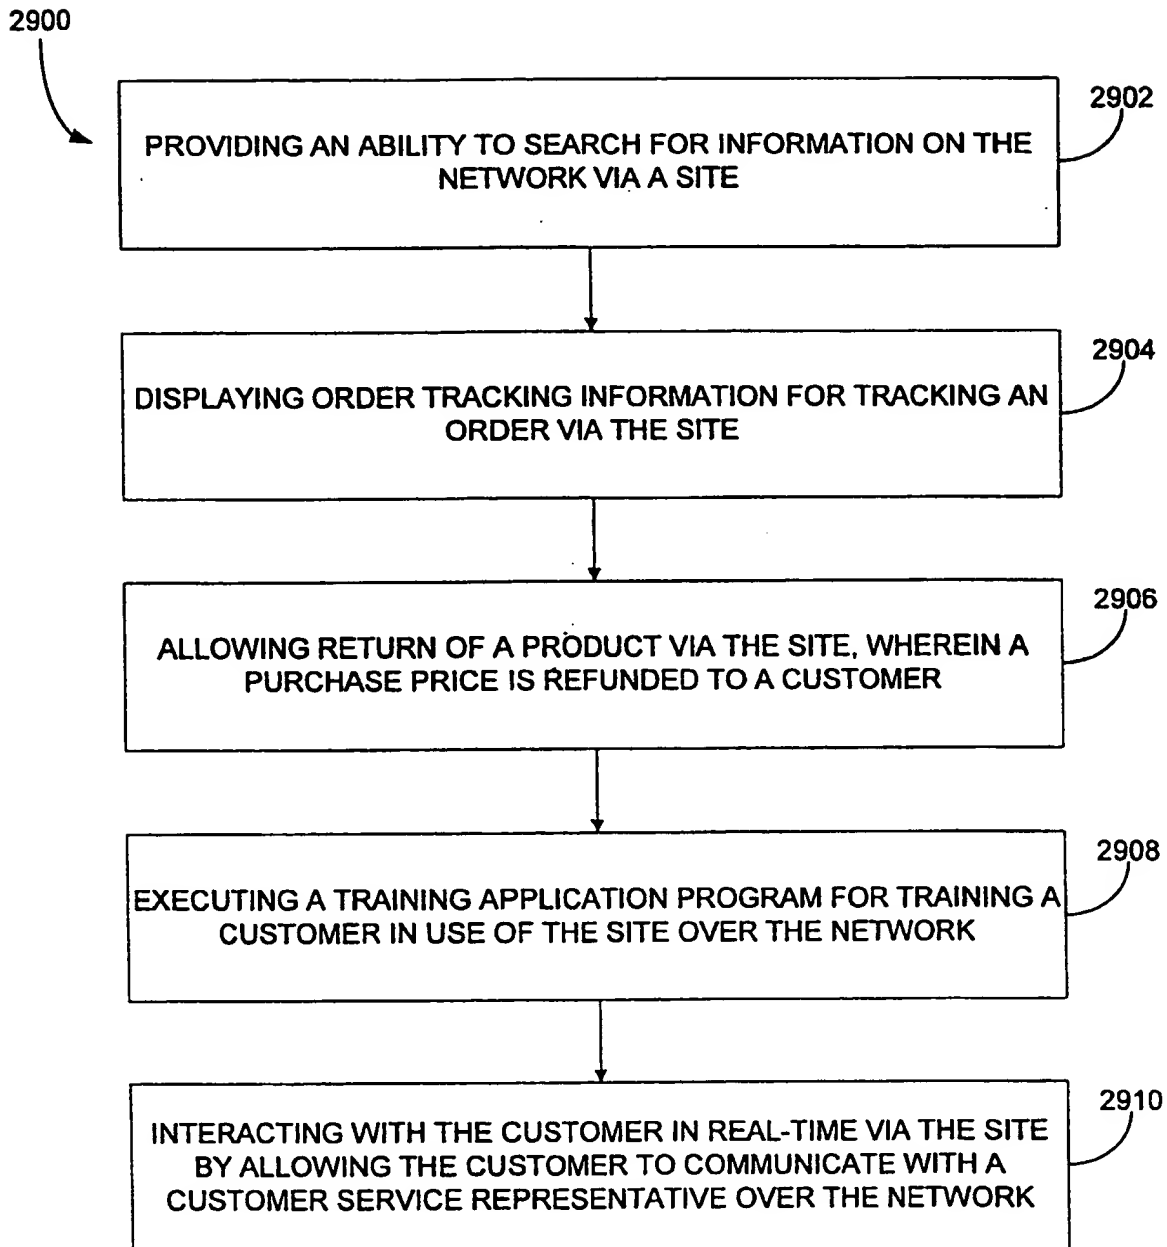 2900
2902
PROVIDING AN ABILITY TO SEARCH FOR INFORMATION ON THE
NETWORK VIA A SITE
2904
DISPLAYING ORDER TRACKING INFORMATION FOR TRACKING AN
ORDER VIA THE SITE
2906
ALLOWING RETURN OF A PRODUCT VIA THE SITE, WHEREIN A
PURCHASE PRICE IS REFUNDED TO A CUSTOMER
2908
EXECUTING A TRAINING APPLICATION PROGRAM FOR TRAINING A
CUSTOMER IN USE OF THE SITE OVER THE NETWORK
2910
INTERACTING WITH THE CUSTOMER IN REAL-TIME VIA THE SITE
BY ALLOWING THE CUSTOMER TO COMMUNICATE WITH A
CUSTOMER SERVICE REPRESENTATIVE OVER THE NETWORK